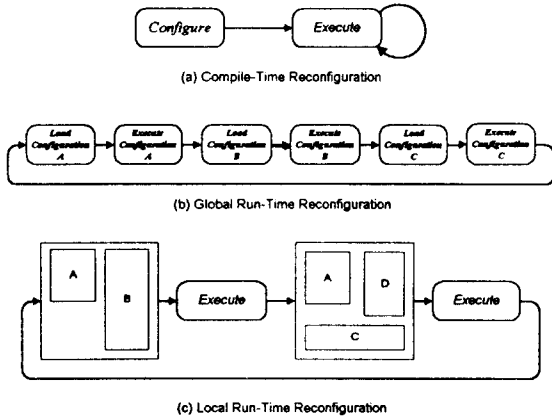 Configure
Execute
(a) Compile-Time Reconfiguration
Load Configuration A
Execute Configuration A
Load Configuration B
Execute Configuration B
Load Configuration C
Execute Configuration C
(b) Global Run-Time Reconfiguration
A
B
Execute
A
D
C
Execute
(c) Local Run-Time Reconfiguration